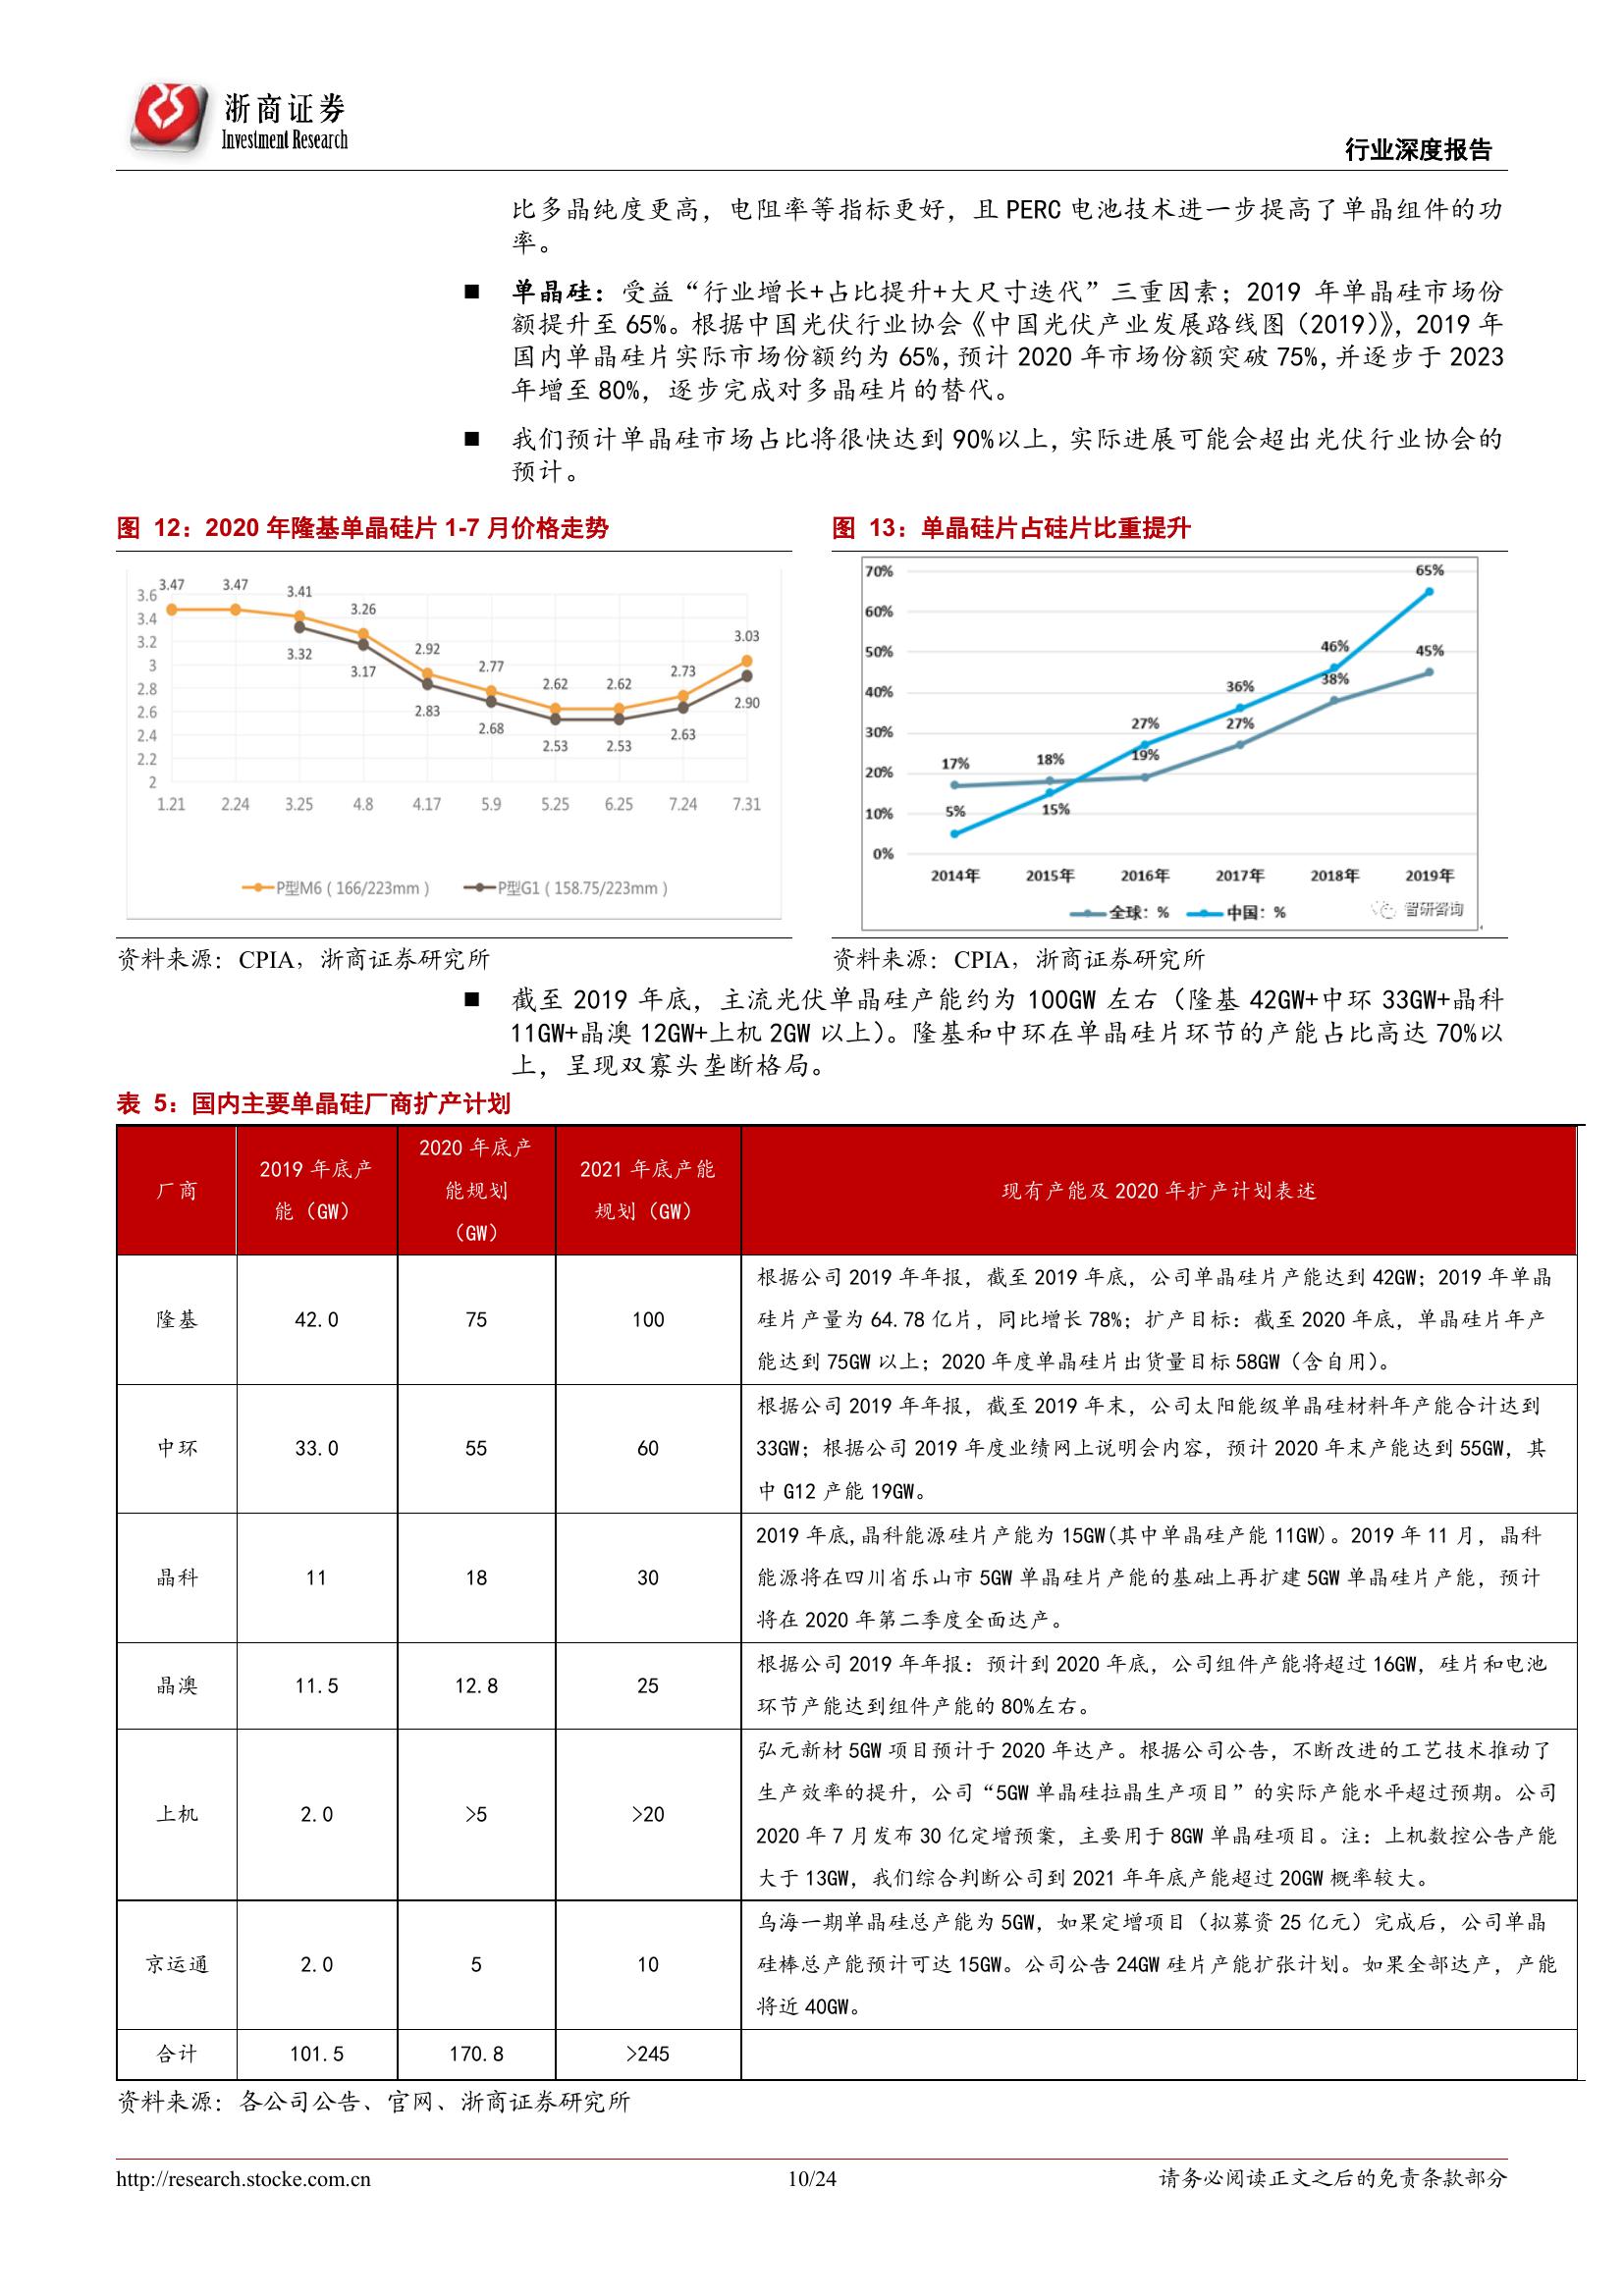 浙商证券
Investment Research
行业深度报告
比多晶纯度更高，电阻率等指标更好，且 PERC 电池技术进一步提高了单晶组件的功
率。
■ 单晶硅：受益“行业增长+占比提升+大尺寸迭代”三重因素；2019 年单晶硅市场份
额提升至 65%。根据中国光伏行业协会《中国光伏产业发展路线图（2019）》，2019 年
国内单晶硅片实际市场份额约为 65%,预计 2020 年市场份额突破 75%,并逐步于 2023
年增至 80%，逐步完成对多晶硅片的替代。
■ 我们预计单晶硅市场占比将很快达到 90%以上,实际进展可能会超出光伏行业协会的
预计。
图 12：2020 年隆基单晶硅片 1-7 月价格走势
3.6
3.4
3.2
3
2.8
2.6
2.4
2.2
2
3.47 3.47 3.41 3.26 2.92 2.77 2.62 2.62 2.73 3.03
3.32 3.17 2.83 2.68 2.53 2.53 2.63 2.90
1.21 2.24 3.25 4.8 4.17 5.9 5.25 6.25 7.24 7.31
P型M6（166/223mm） P型G1（158.75/223mm）
资料来源：CPIA，浙商证券研究所
图 13：单晶硅片占硅片比重提升
70%
60%
50%
40%
30%
20%
10%
0%
17% 18% 19% 27% 38% 45%
5% 15% 27% 36% 46% 65%
2014年 2015年 2016年 2017年 2018年 2019年
全球：% 中国：%
智研咨询
资料来源：CPIA，浙商证券研究所
■ 截至 2019 年底，主流光伏单晶硅产能约为 100GW 左右（隆基 42GW+中环 33GW+晶科
11GW+晶澳 12GW+上机 2GW 以上）。隆基和中环在单晶硅片环节的产能占比高达 70%以
上，呈现双寡头垄断格局。
表 5：国内主要单晶硅厂商扩产计划
厂商
2019 年底产
能（GW）
2020 年底产
能规划
（GW）
2021 年底产能
规划（GW）
现有产能及 2020 年扩产计划表述
隆基 42.0 75 100
根据公司 2019 年年报，截至 2019 年底，公司单晶硅片产能达到 42GW；2019 年单晶
硅片产量为 64.78 亿片，同比增长 78%；扩产目标：截至 2020 年底，单晶硅片年产
能达到 75GW 以上；2020 年度单晶硅片出货量目标 58GW（含自用）。
中环 33.0 55 60
根据公司 2019 年年报，截至 2019 年末，公司太阳能级单晶硅材料年产能合计达到
33GW；根据公司 2019 年度业绩网上说明会内容，预计 2020 年末产能达到 55GW，其
中 G12 产能 19GW。
晶科 11 18 30
2019 年底,晶科能源硅片产能为 15GW(其中单晶硅产能 11GW)。2019 年 11 月，晶科
能源将在四川省乐山市 5GW 单晶硅片产能的基础上再扩建 5GW 单晶硅片产能，预计
将在 2020 年第二季度全面达产。
晶澳 11.5 12.8 25
根据公司 2019 年年报：预计到 2020 年底，公司组件产能将超过 16GW，硅片和电池
环节产能达到组件产能的 80%左右。
上机 2.0 >5 >20
弘元新材 5GW 项目预计于 2020 年达产。根据公司公告，不断改进的工艺技术推动了
生产效率的提升，公司“5GW 单晶硅拉晶生产项目”的实际产能水平超过预期。公司
2020 年 7 月发布 30 亿定增预案，主要用于 8GW 单晶硅项目。注：上机数控公告产能
大于 13GW，我们综合判断公司到 2021 年年底产能超过 20GW 概率较大。
京运通 2.0 5 10
乌海一期单晶硅总产能为 5GW，如果定增项目（拟募资 25 亿元）完成后，公司单晶
硅棒总产能预计可达 15GW。公司公告 24GW 硅片产能扩张计划。如果全部达产，产能
将近 40GW。
合计 101.5 170.8 >245
资料来源：各公司公告、官网、浙商证券研究所
http://research.stocke.com.cn
10/24
请务必阅读正文之后的免责条款部分